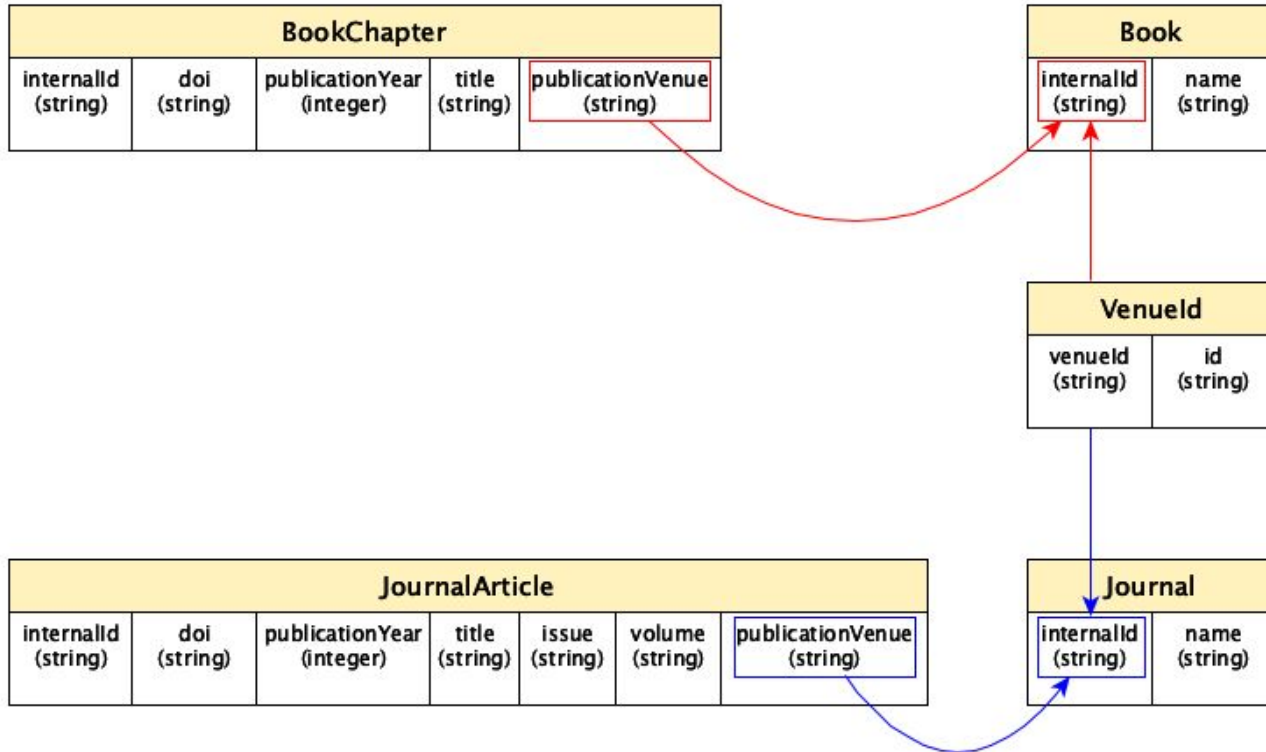 BookChapter
internalId
(string)
doi
(string)
publicationYear
(integer)
title
(string)
publicationVenue
(string)
Book
internalId
(string)
name
(string)
VenueId
venueId
(string)
id
(string)
JournalArticle
internalId
(string)
doi
(string)
publicationYear
(integer)
title
(string)
issue
(string)
volume
(string)
publicationVenue
(string)
Journal
internalId
(string)
name
(string)